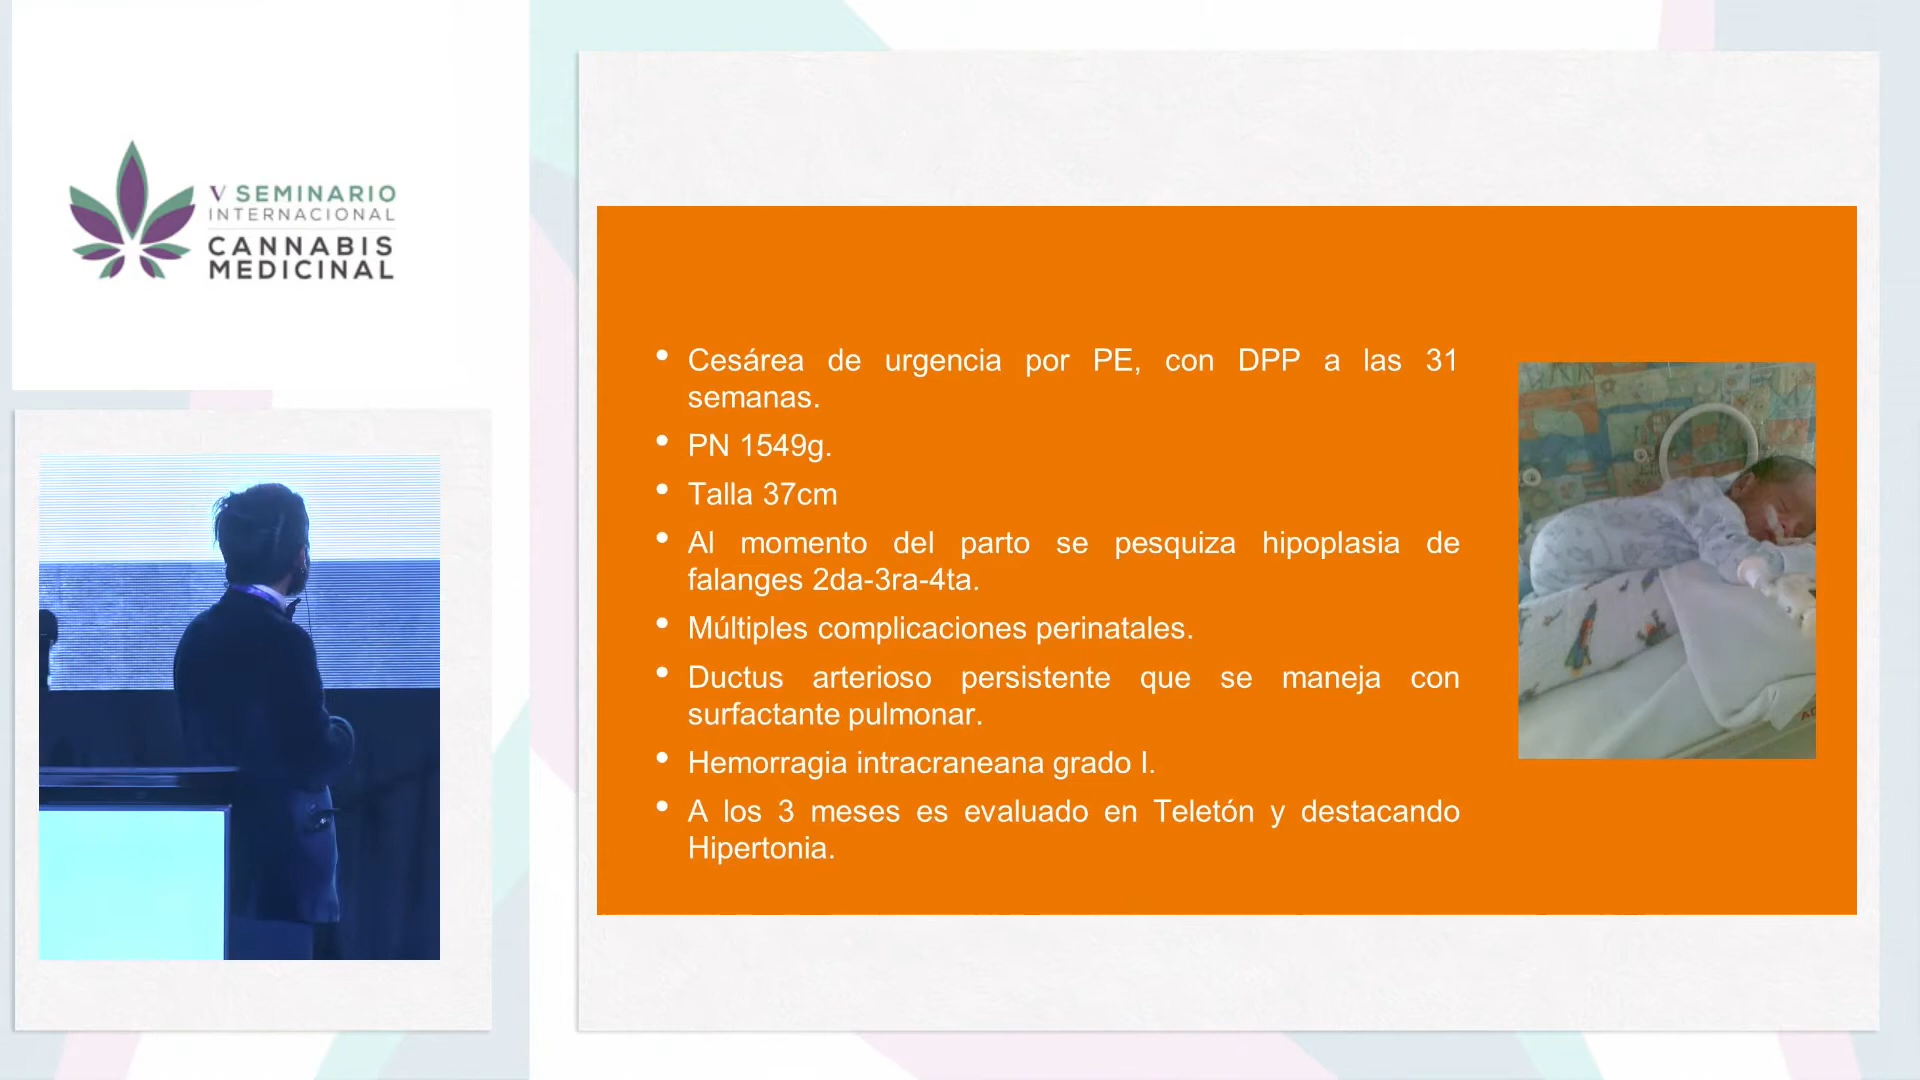 V SEMINARIO
INTERNACIONAL
CANNABIS
MEDICINAL
• Cesárea de urgencia por PE, con DPP a las 31
semanas.
• PN 1549g.
• Talla 37cm
• Al momento del parto se pesquiza hipoplasia de
falanges 2da-3ra-4ta.
• Múltiples complicaciones perinatales.
• Ductus arterioso persistente que se maneja con
surfactante pulmonar.
• Hemorragia intracraneana grado I.
• A los 3 meses es evaluado en Teletón y destacando
Hipertonia.